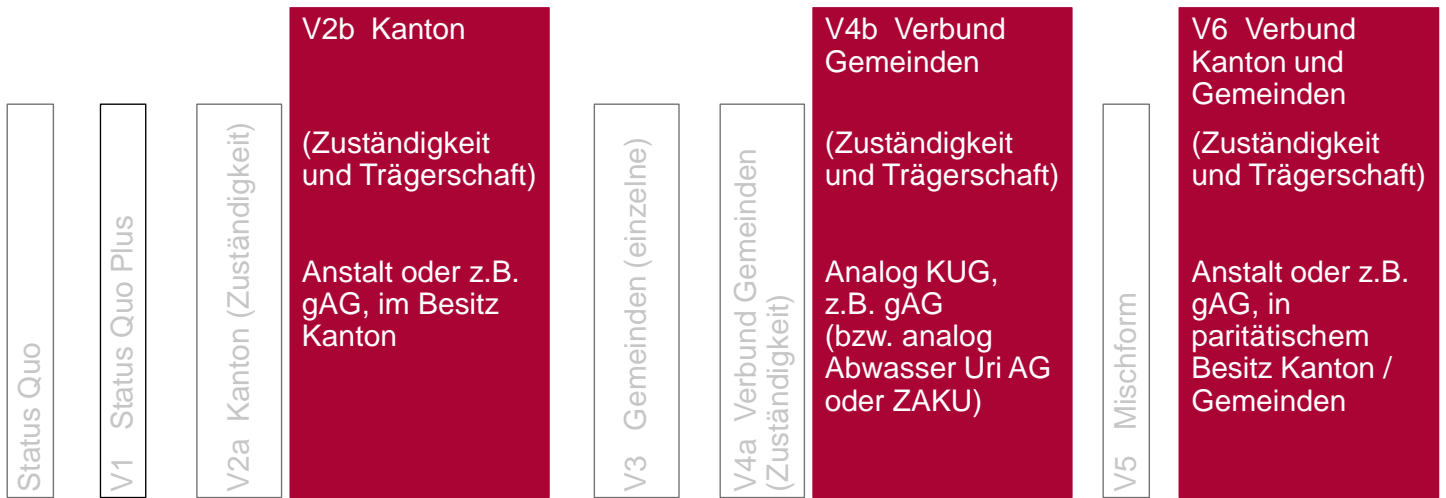 Status Quo
V1 Status Quo Plus
V2a Kanton (Zuständigkeit)
V2b Kanton
(Zuständigkeit
und Trägerschaft)
Anstalt oder z.B.
gAG, im Besitz
Kanton
V3 Gemeinden (einzelne)
V4a Verbund Gemeinden
(Zuständigkeit)
V4b Verbund
Gemeinden
(Zuständigkeit
und Trägerschaft)
Analog KUG,
z.B. gAG
(bzw. analog
Abwasser Uri AG
oder ZAKU)
V5 Mischform
V6 Verbund
Kanton und
Gemeinden
(Zuständigkeit
und Trägerschaft)
Anstalt oder z.B.
gAG, in
paritätischem
Besitz Kanton /
Gemeinden